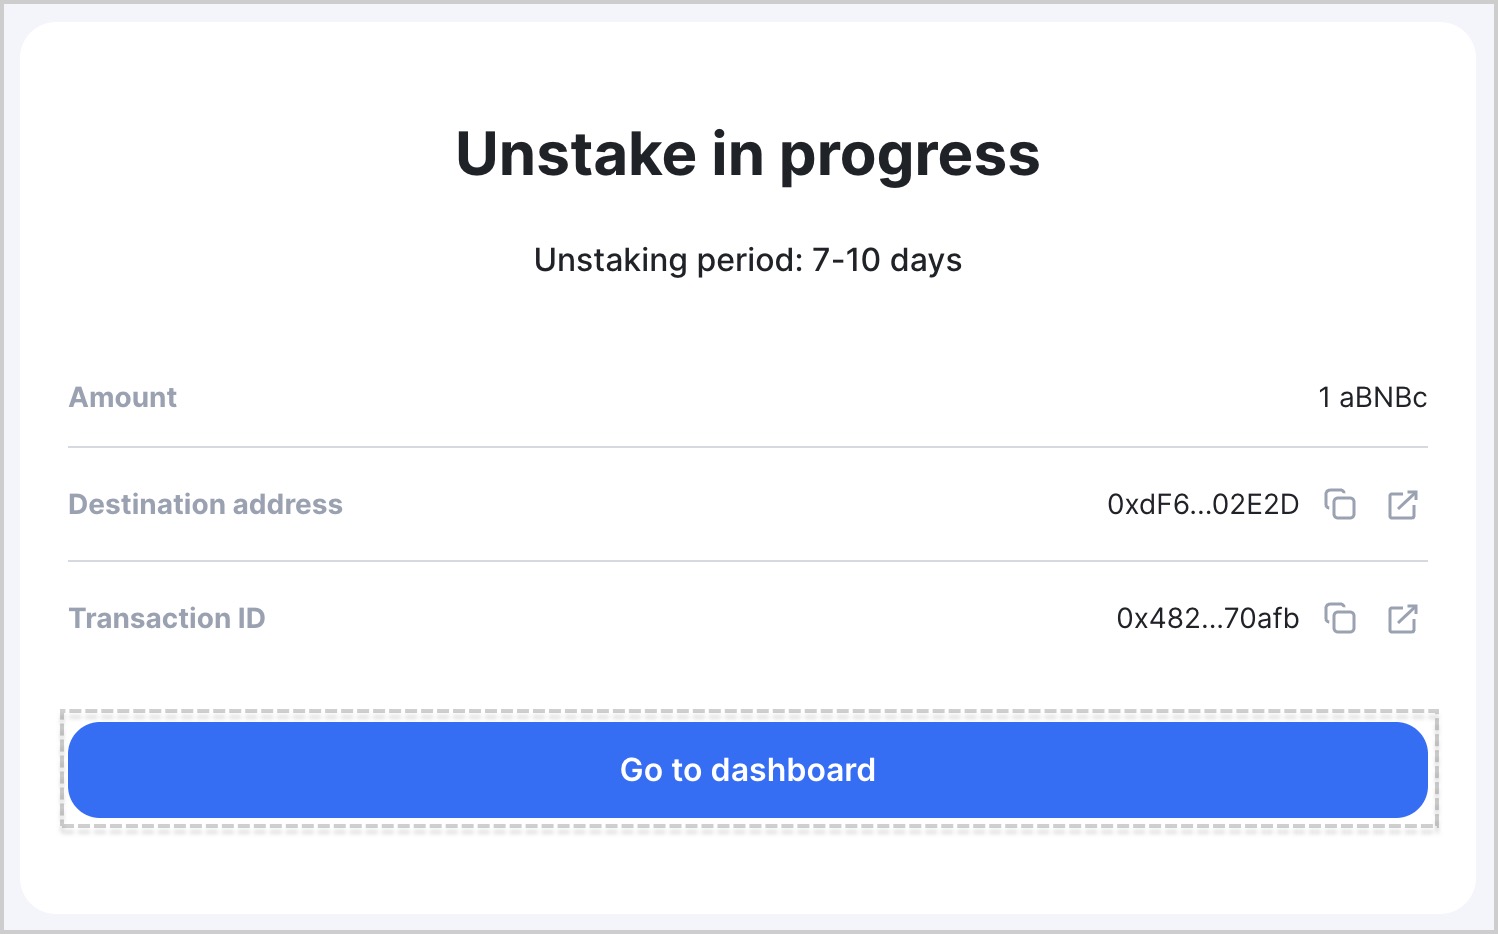 Unstake in progress
Unstaking period: 7-10 days
Amount 1 aBNBc
Destination address 0xdF6...02E2D
Transaction ID 0x482...70afb
Go to dashboard